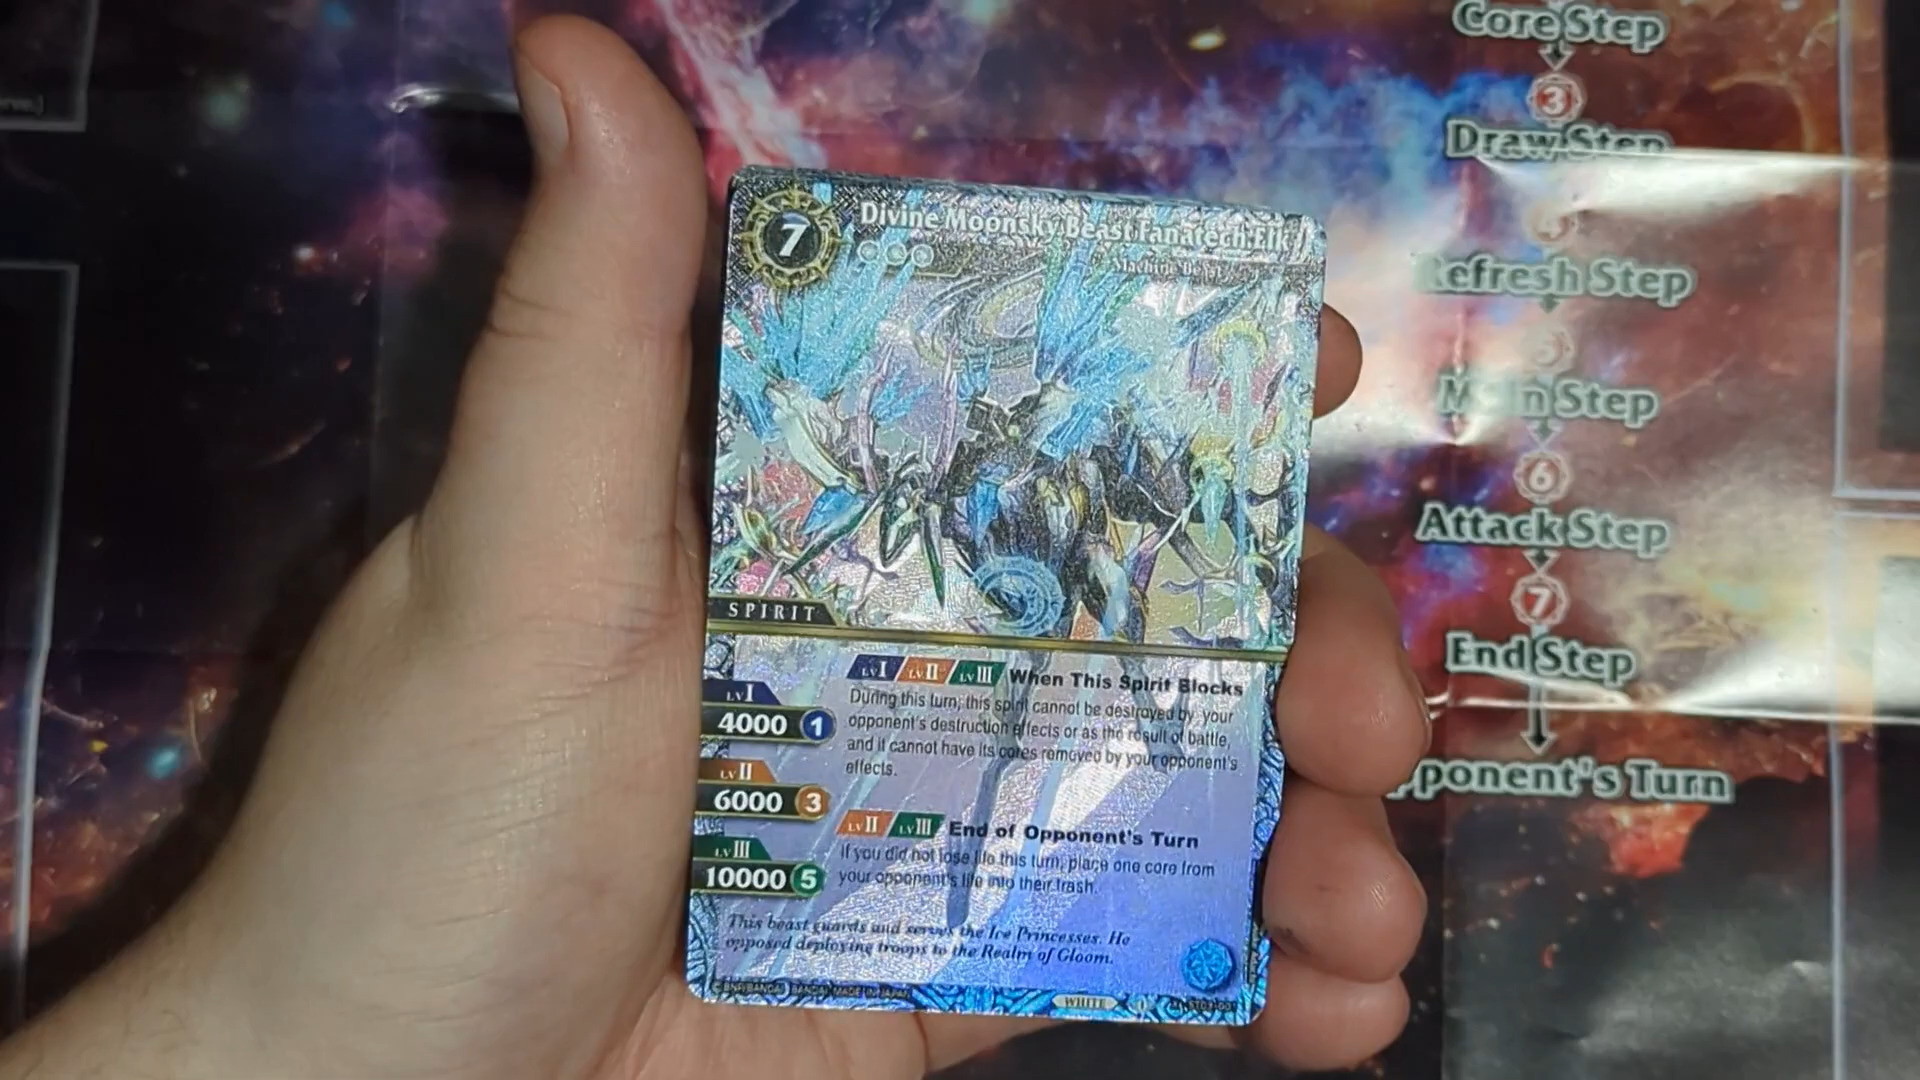 7
Divine Moonsky Beast Fanatech-Elk
Machine Beast
SPIRIT
LV I
4000 1
LV II
6000 3
LV III
10000 5
LV I LV II LV III When This Spirit Blocks
During this turn, this spirit cannot be destroyed by your
opponent's destruction effects or as the result of battle,
and it cannot have its cores removed by your opponent's
effects.
LV II LV III End of Opponent's Turn
If you did not lose life this turn, place one core from
your opponent's life into their trash.
This beast guards and serves the Ice Princesses. He
opposed deploying troops to the Realm of Gloom.
BANDAI MADE IN JAPAN
WHITE
Core Step
3
Draw Step
4
Refresh Step
5
Main Step
6
Attack Step
7
End Step
pponent's Turn